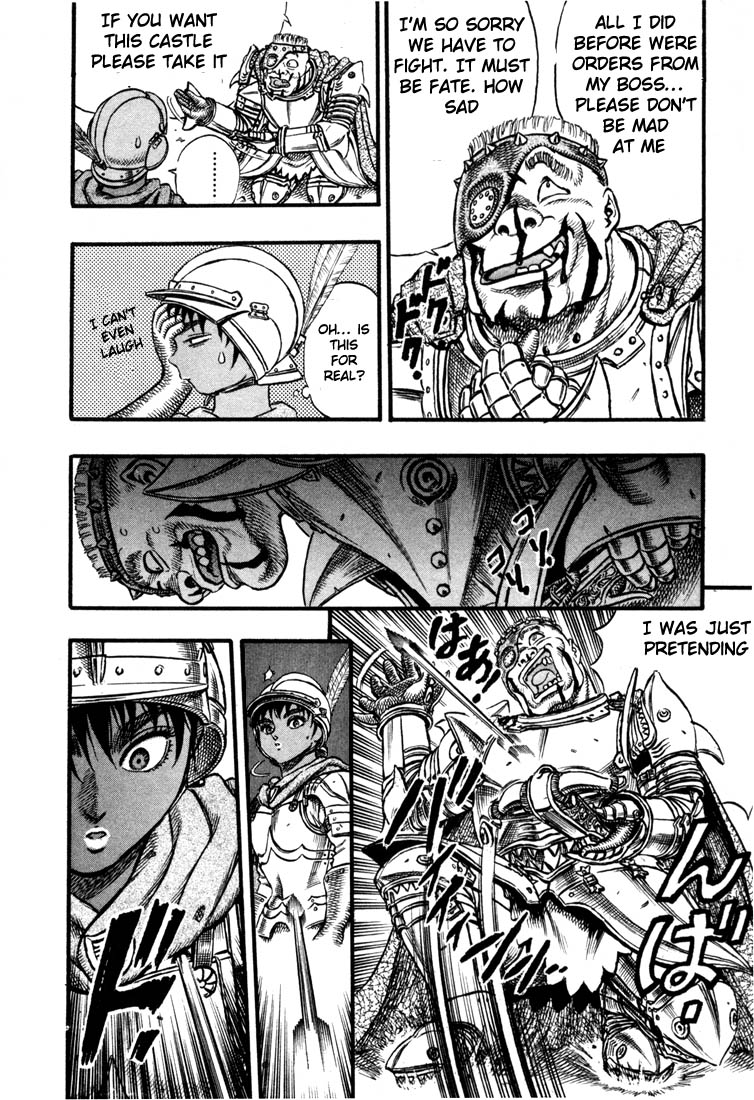 ALL I DID
BEFORE WERE
ORDERS FROM
MY BOSS...
PLEASE DON'T
BE MAD
AT ME
I'M SO SORRY
WE HAVE TO
FIGHT. IT MUST
BE FATE. HOW
SAD
ドクドク
IF YOU WANT
THIS CASTLE
PLEASE TAKE IT
........
OH... IS
THIS
FOR
REAL?
I CAN'T
EVEN
LAUGH
コソ
コソ
I WAS JUST
PRETENDING
はあ!
んば
ド